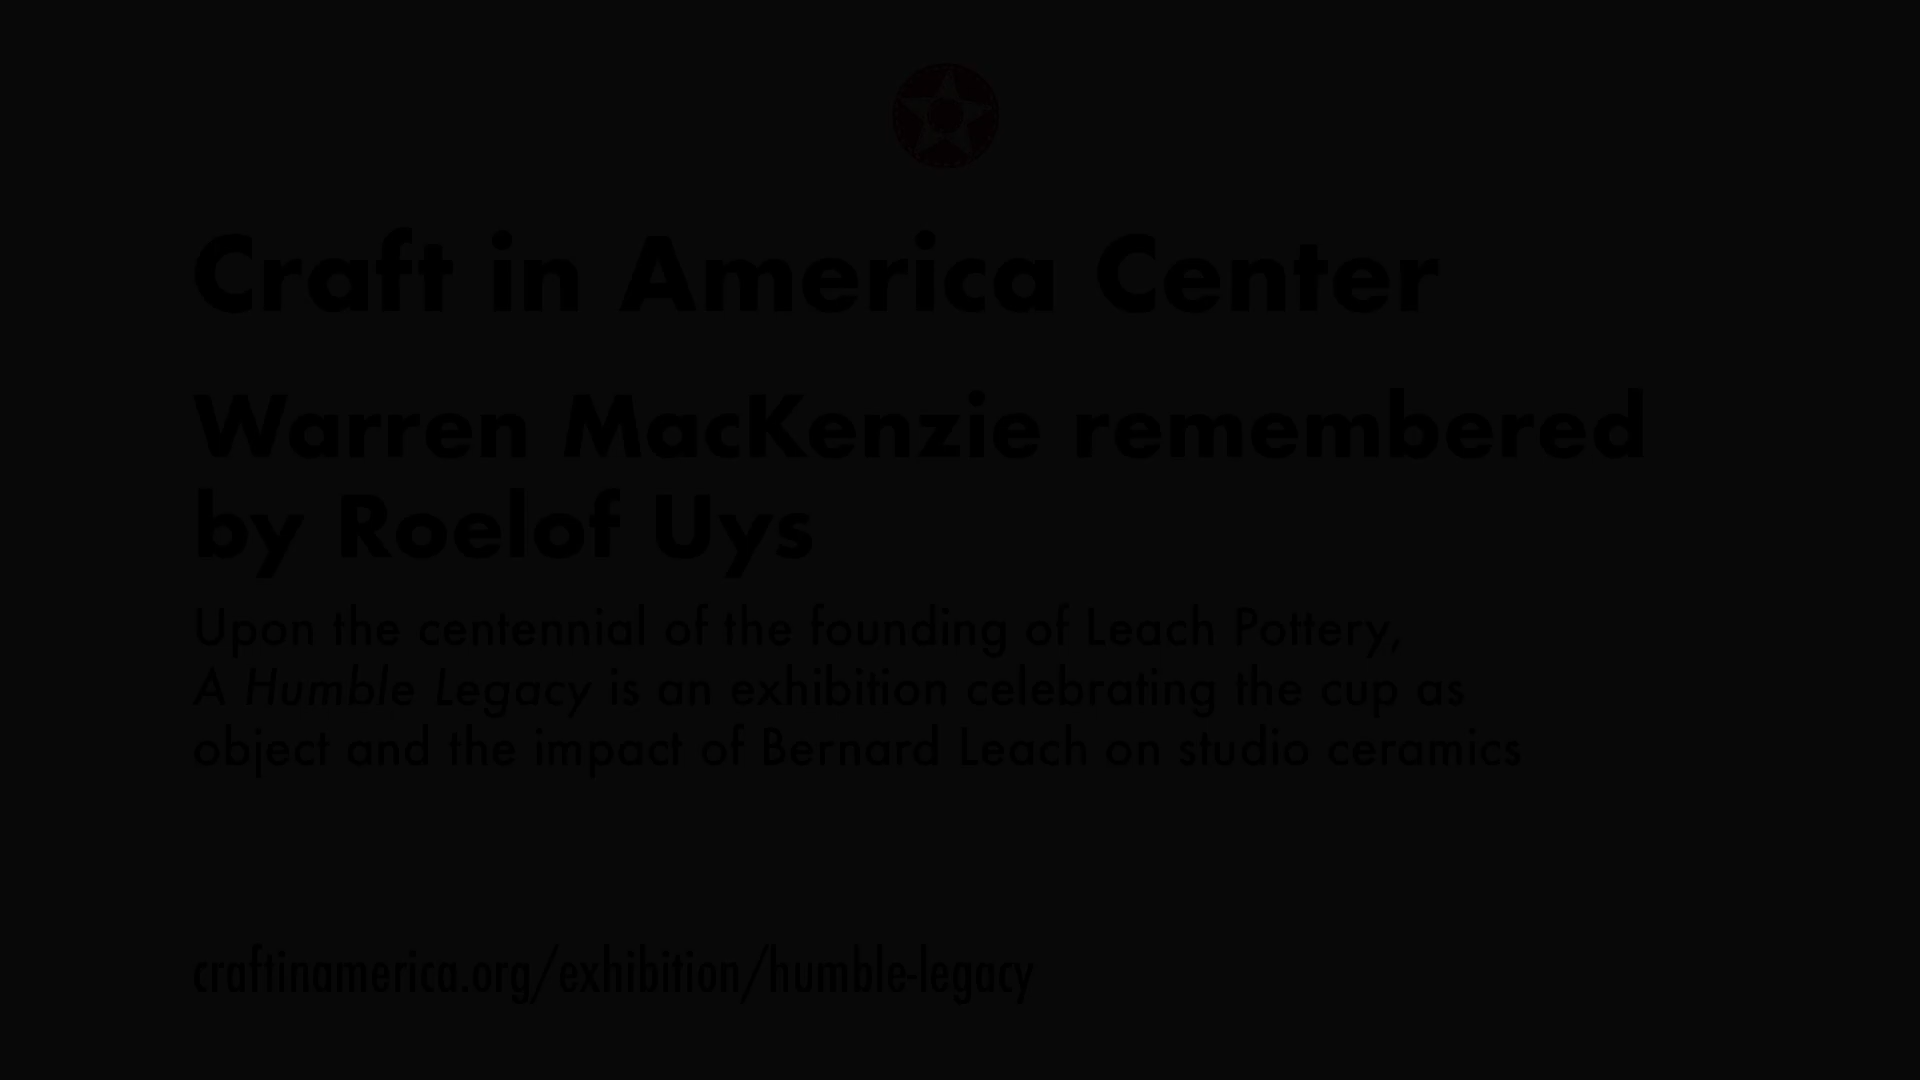 Craft in America Center
Warren MacKenzie remembered
by Roelof Uys
Upon the centennial of the founding of Leach Pottery,
A Humble Legacy is an exhibition celebrating the cup as
object and the impact of Bernard Leach on studio ceramics
craftinamerica.org/exhibition/humble-legacy